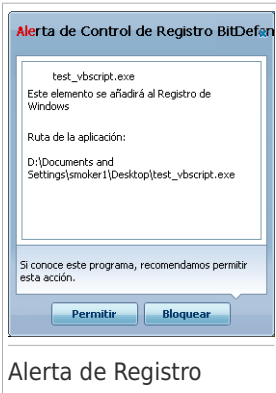 Alerta de Control de Registro BitDefen
test_vbscript.exe
Este elemento se añadirá al Registro de
Windows
Ruta de la aplicación:
D:\Documents and
Settings\smoker1\Desktop\test_vbscript.exe
Si conoce este programa, recomendamos permitir
esta acción.
Permitir Bloquear
Alerta de Registro